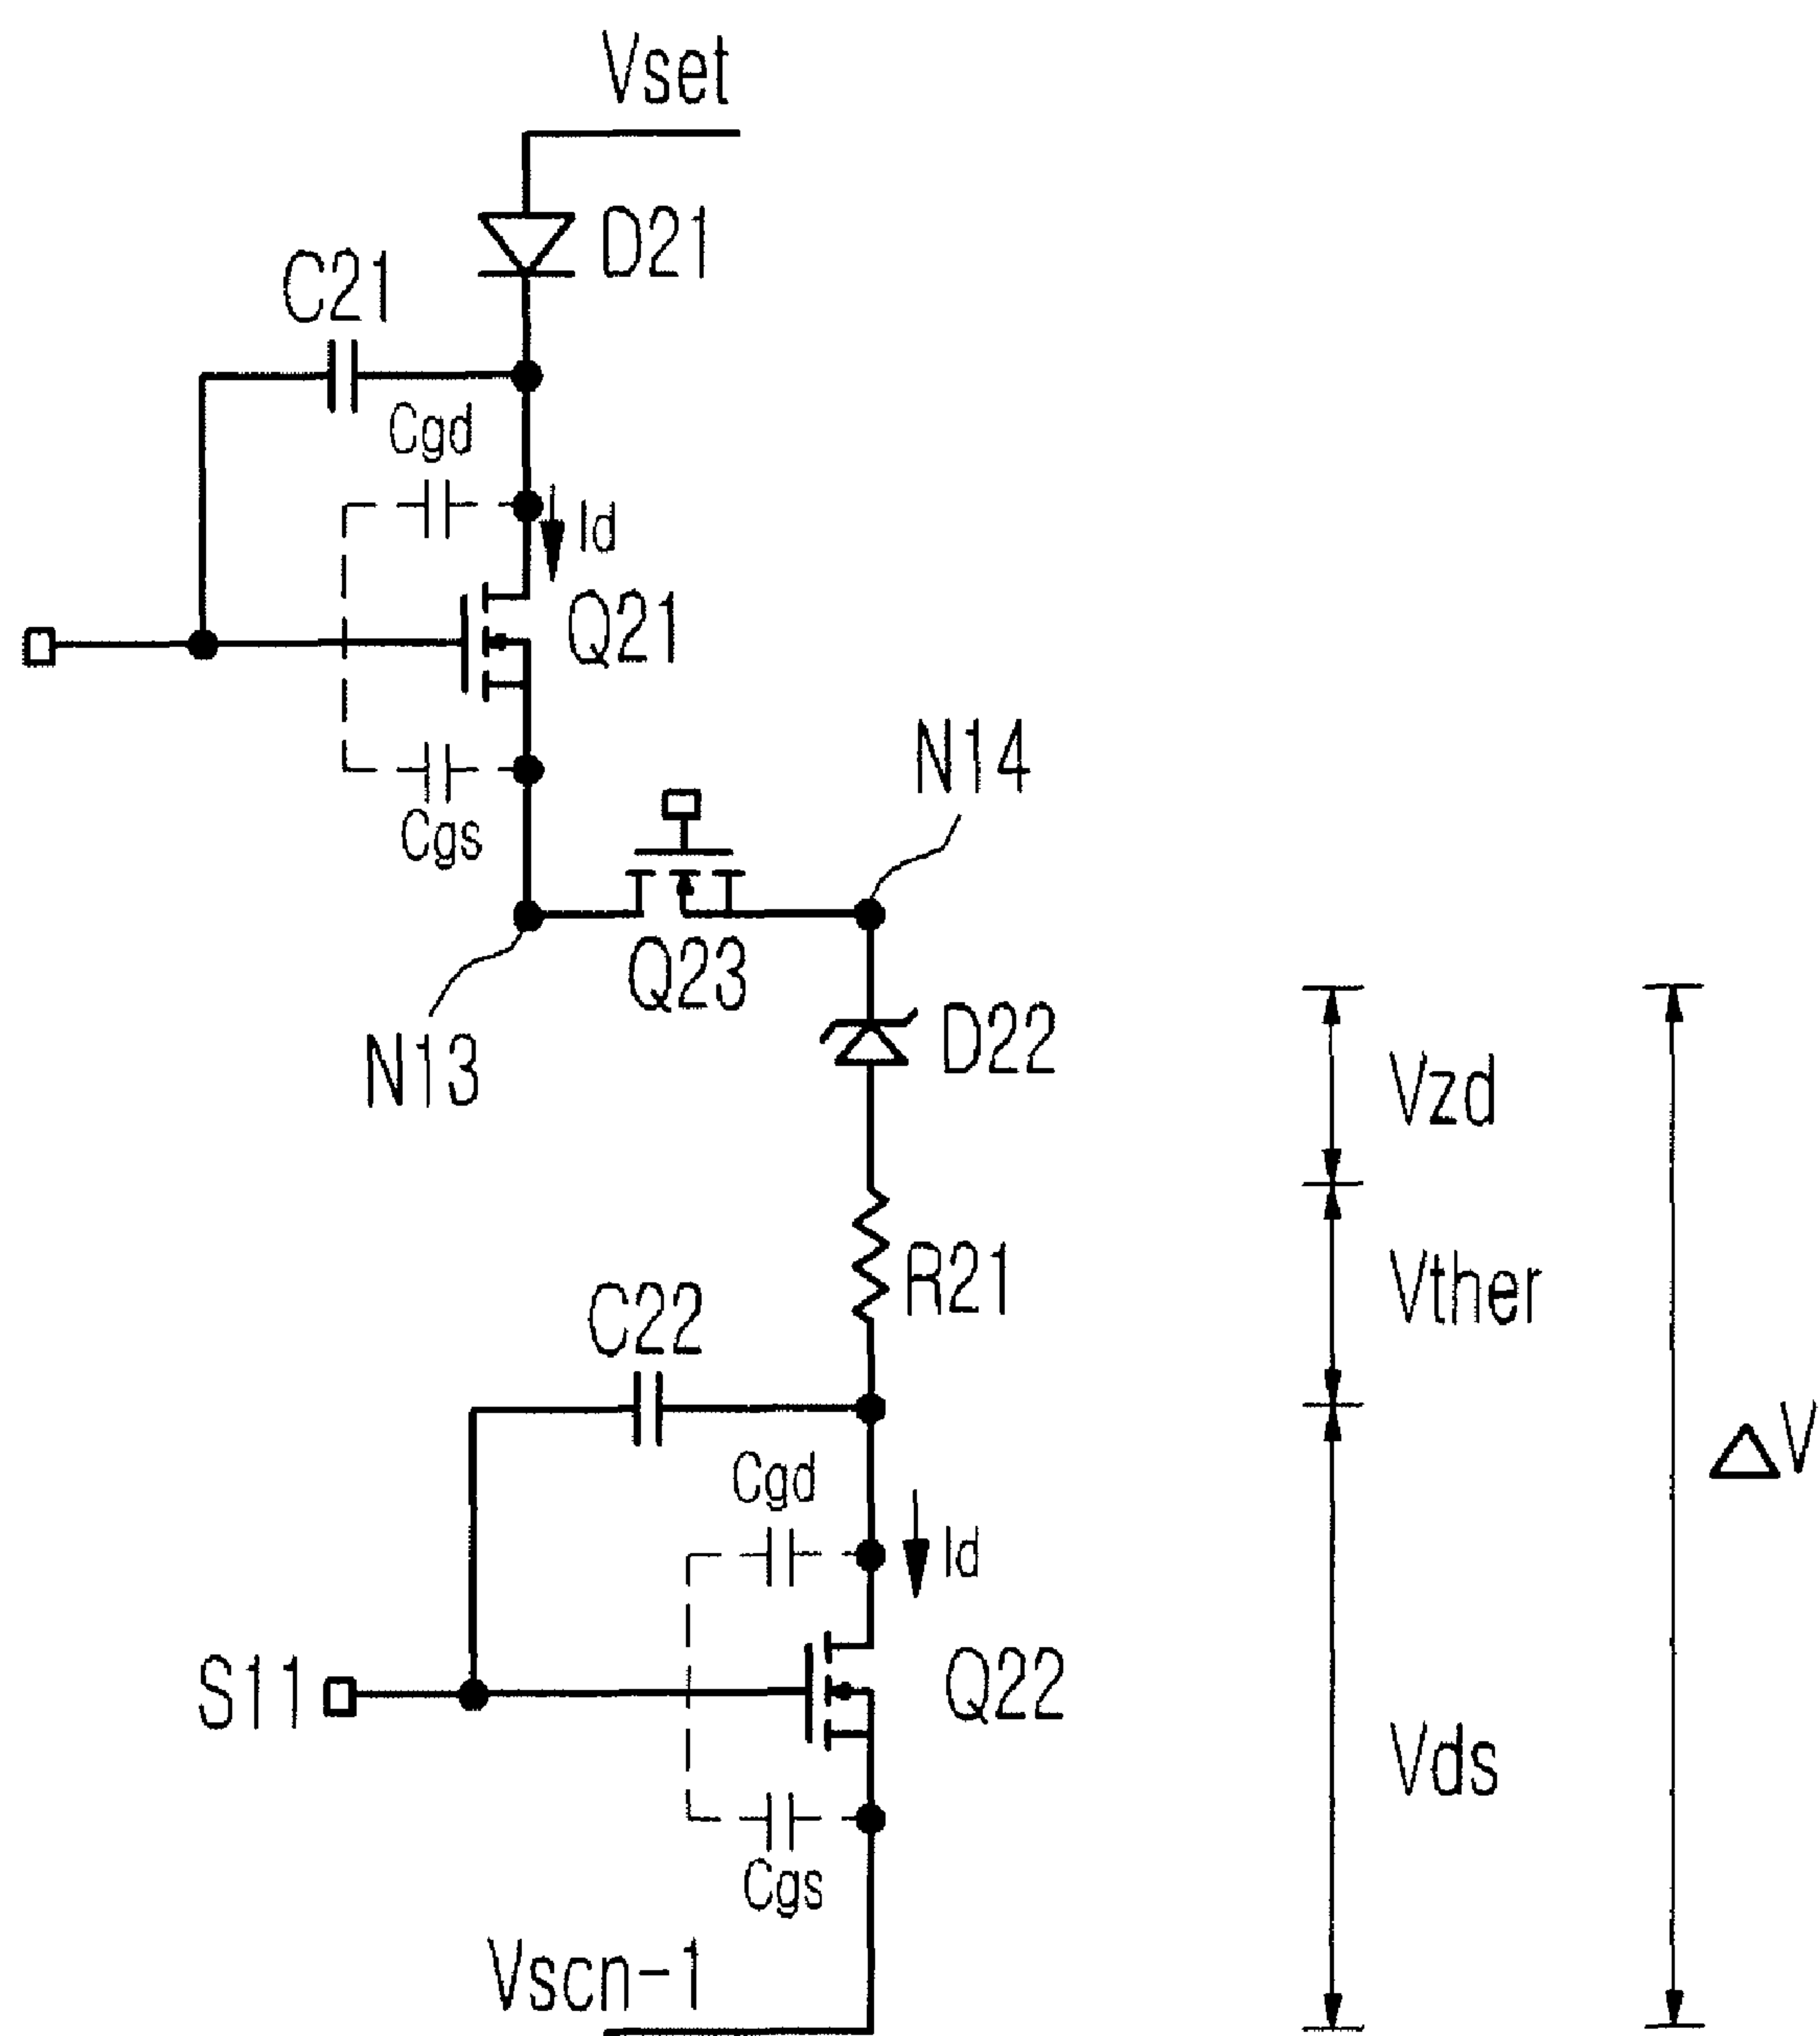 Vset
D21
C21
Cgd
Id
Q21
Cgs
N14
Q23
N13
D22
Vzd
R21
Vther
C22
ΔV
Cgd
Id
S11
Q22
Vds
Cgs
Vscn-1